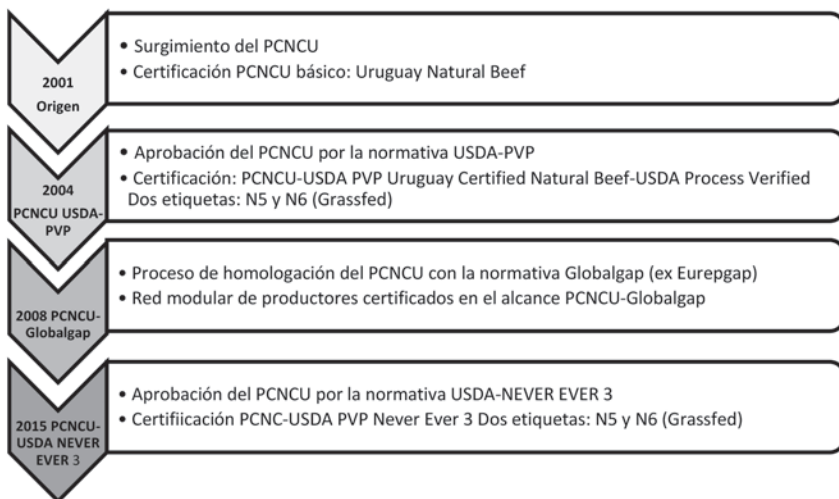 2001
Origen
• Surgimiento del PCNCU
• Certificación PCNCU básico: Uruguay Natural Beef
2004
PCNCU USDA-
PVP
• Aprobación del PCNCU por la normativa USDA-PVP
• Certificación: PCNCU-USDA PVP Uruguay Certified Natural Beef-USDA Process Verified
Dos etiquetas: N5 y N6 (Grassfed)
2008 PCNCU-
Globalgap
• Proceso de homologación del PCNCU con la normativa Globalgap (ex Eurepgap)
• Red modular de productores certificados en el alcance PCNCU-Globalgap
2015 PCNCU-
USDA NEVER
EVER 3
• Aprobación del PCNCU por la normativa USDA-NEVER EVER 3
• Certifiicación PCNC-USDA PVP Never Ever 3 Dos etiquetas: N5 y N6 (Grassfed)